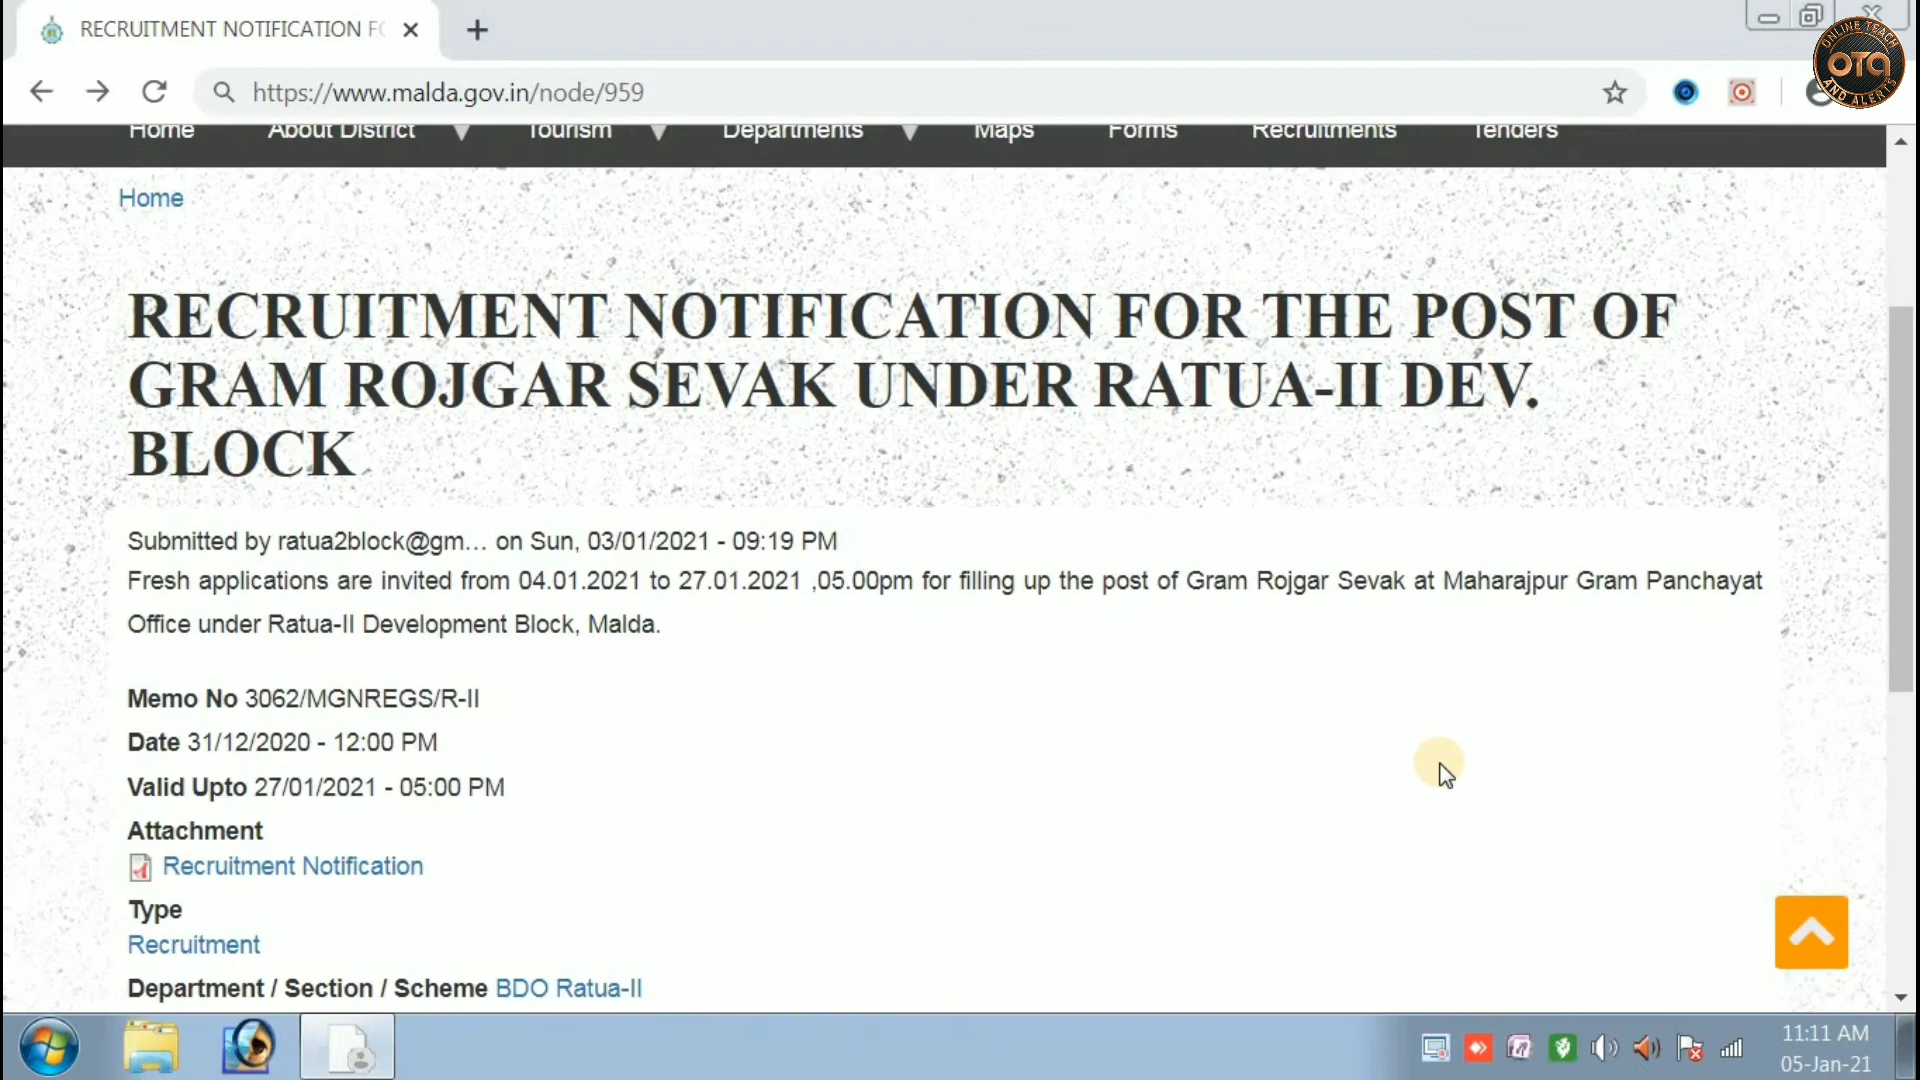 RECRUITMENT NOTIFICATION F
https://www.malda.gov.in/node/959
ONLINE TEACH
OTA
AND ALERTS
Home About District Tourism Departments Maps Forms Recruitments Tenders
Home
RECRUITMENT NOTIFICATION FOR THE POST OF
GRAM ROJGAR SEVAK UNDER RATUA-II DEV.
BLOCK
Submitted by ratua2block@gm... on Sun, 03/01/2021 - 09:19 PM
Fresh applications are invited from 04.01.2021 to 27.01.2021 ,05.00pm for filling up the post of Gram Rojgar Sevak at Maharajpur Gram Panchayat
Office under Ratua-II Development Block, Malda.
Memo No 3062/MGNREGS/R-II
Date 31/12/2020 - 12:00 PM
Valid Upto 27/01/2021 - 05:00 PM
Attachment
Recruitment Notification
Type
Recruitment
Department / Section / Scheme BDO Ratua-II
11:11 AM
05-Jan-21